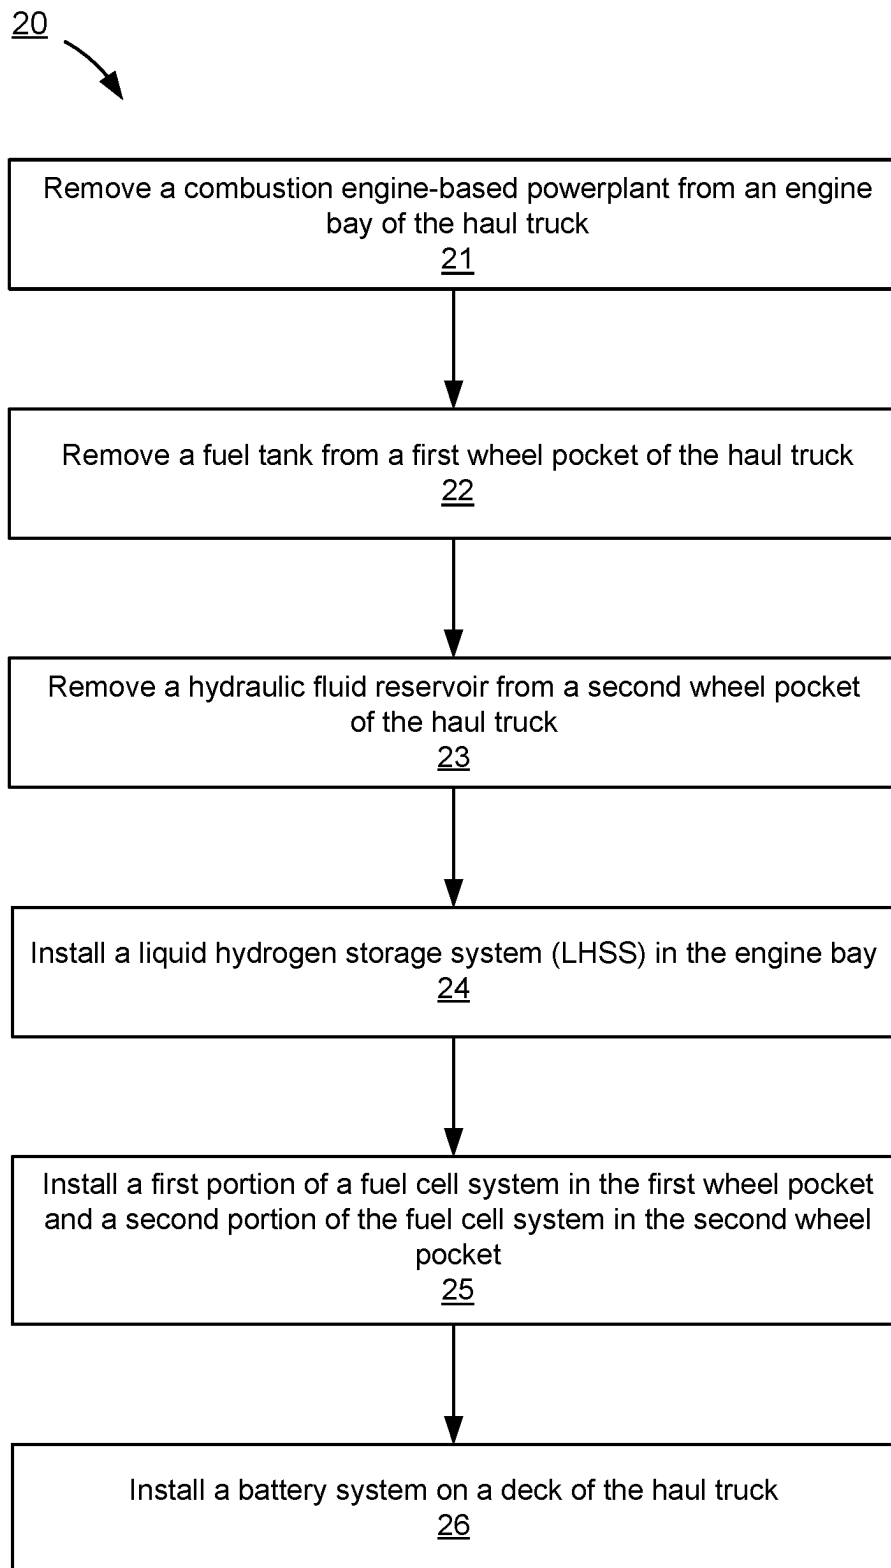 20
Remove a combustion engine-based powerplant from an engine
bay of the haul truck
21
Remove a fuel tank from a first wheel pocket of the haul truck
22
Remove a hydraulic fluid reservoir from a second wheel pocket
of the haul truck
23
Install a liquid hydrogen storage system (LHSS) in the engine bay
24
Install a first portion of a fuel cell system in the first wheel pocket
and a second portion of the fuel cell system in the second wheel
pocket
25
Install a battery system on a deck of the haul truck
26